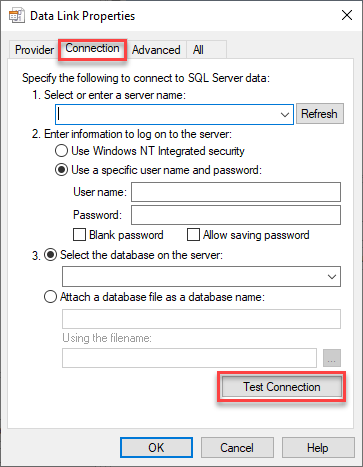 Data Link Properties
Provider Connection Advanced All
Specify the following to connect to SQL Server data:
1. Select or enter a server name:
Refresh
2. Enter information to log on to the server:
Use Windows NT Integrated security
Use a specific user name and password:
User name:
Password:
Blank password Allow saving password
3. Select the database on the server:
Attach a database file as a database name:
Using the filename:
...
Test Connection
OK Cancel Help